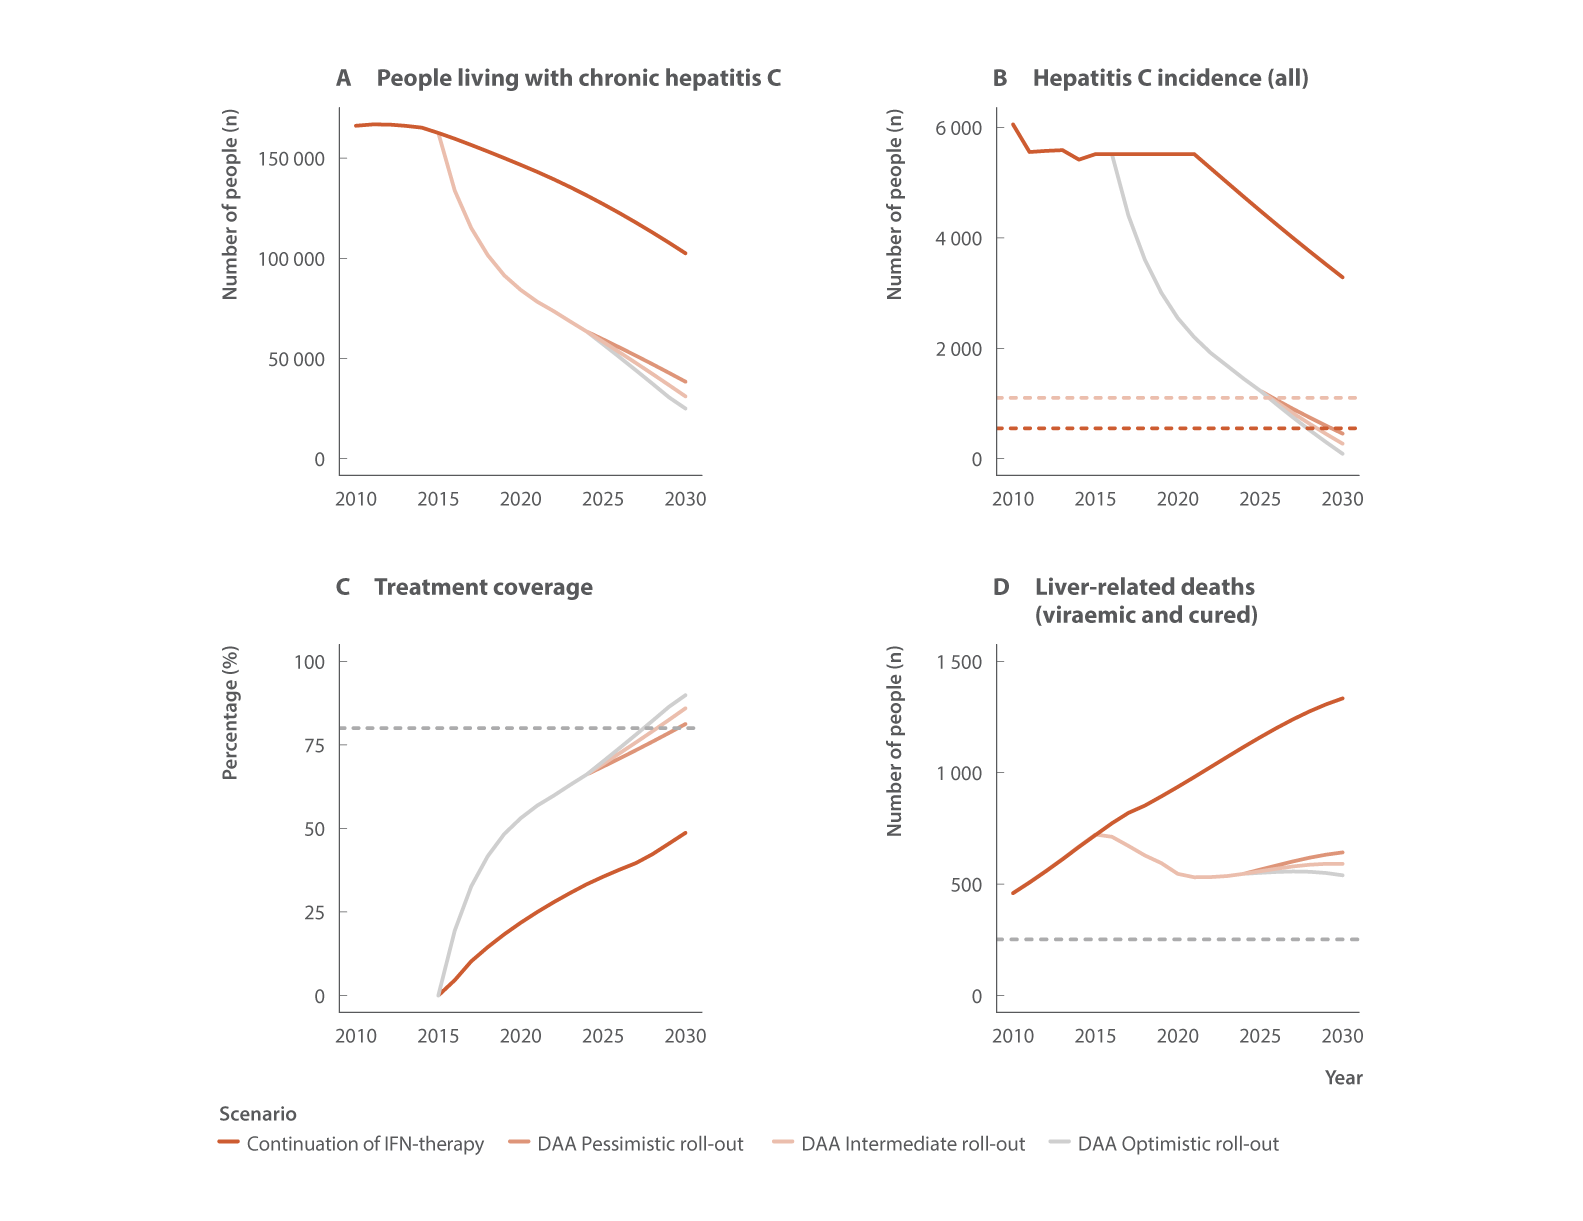 A People living with chronic hepatitis C
Number of people (n)
150 000
100 000
50 000
0
2010 2015 2020 2025 2030
B Hepatitis C incidence (all)
Number of people (n)
6 000
4 000
2 000
0
2010 2015 2020 2025 2030
C Treatment coverage
Percentage (%)
100
75
50
25
0
2010 2015 2020 2025 2030
D Liver-related deaths
(viraemic and cured)
Number of people (n)
1 500
1 000
500
0
2010 2015 2020 2025 2030
Year
Scenario
Continuation of IFN-therapy DAA Pessimistic roll-out DAA Intermediate roll-out DAA Optimistic roll-out